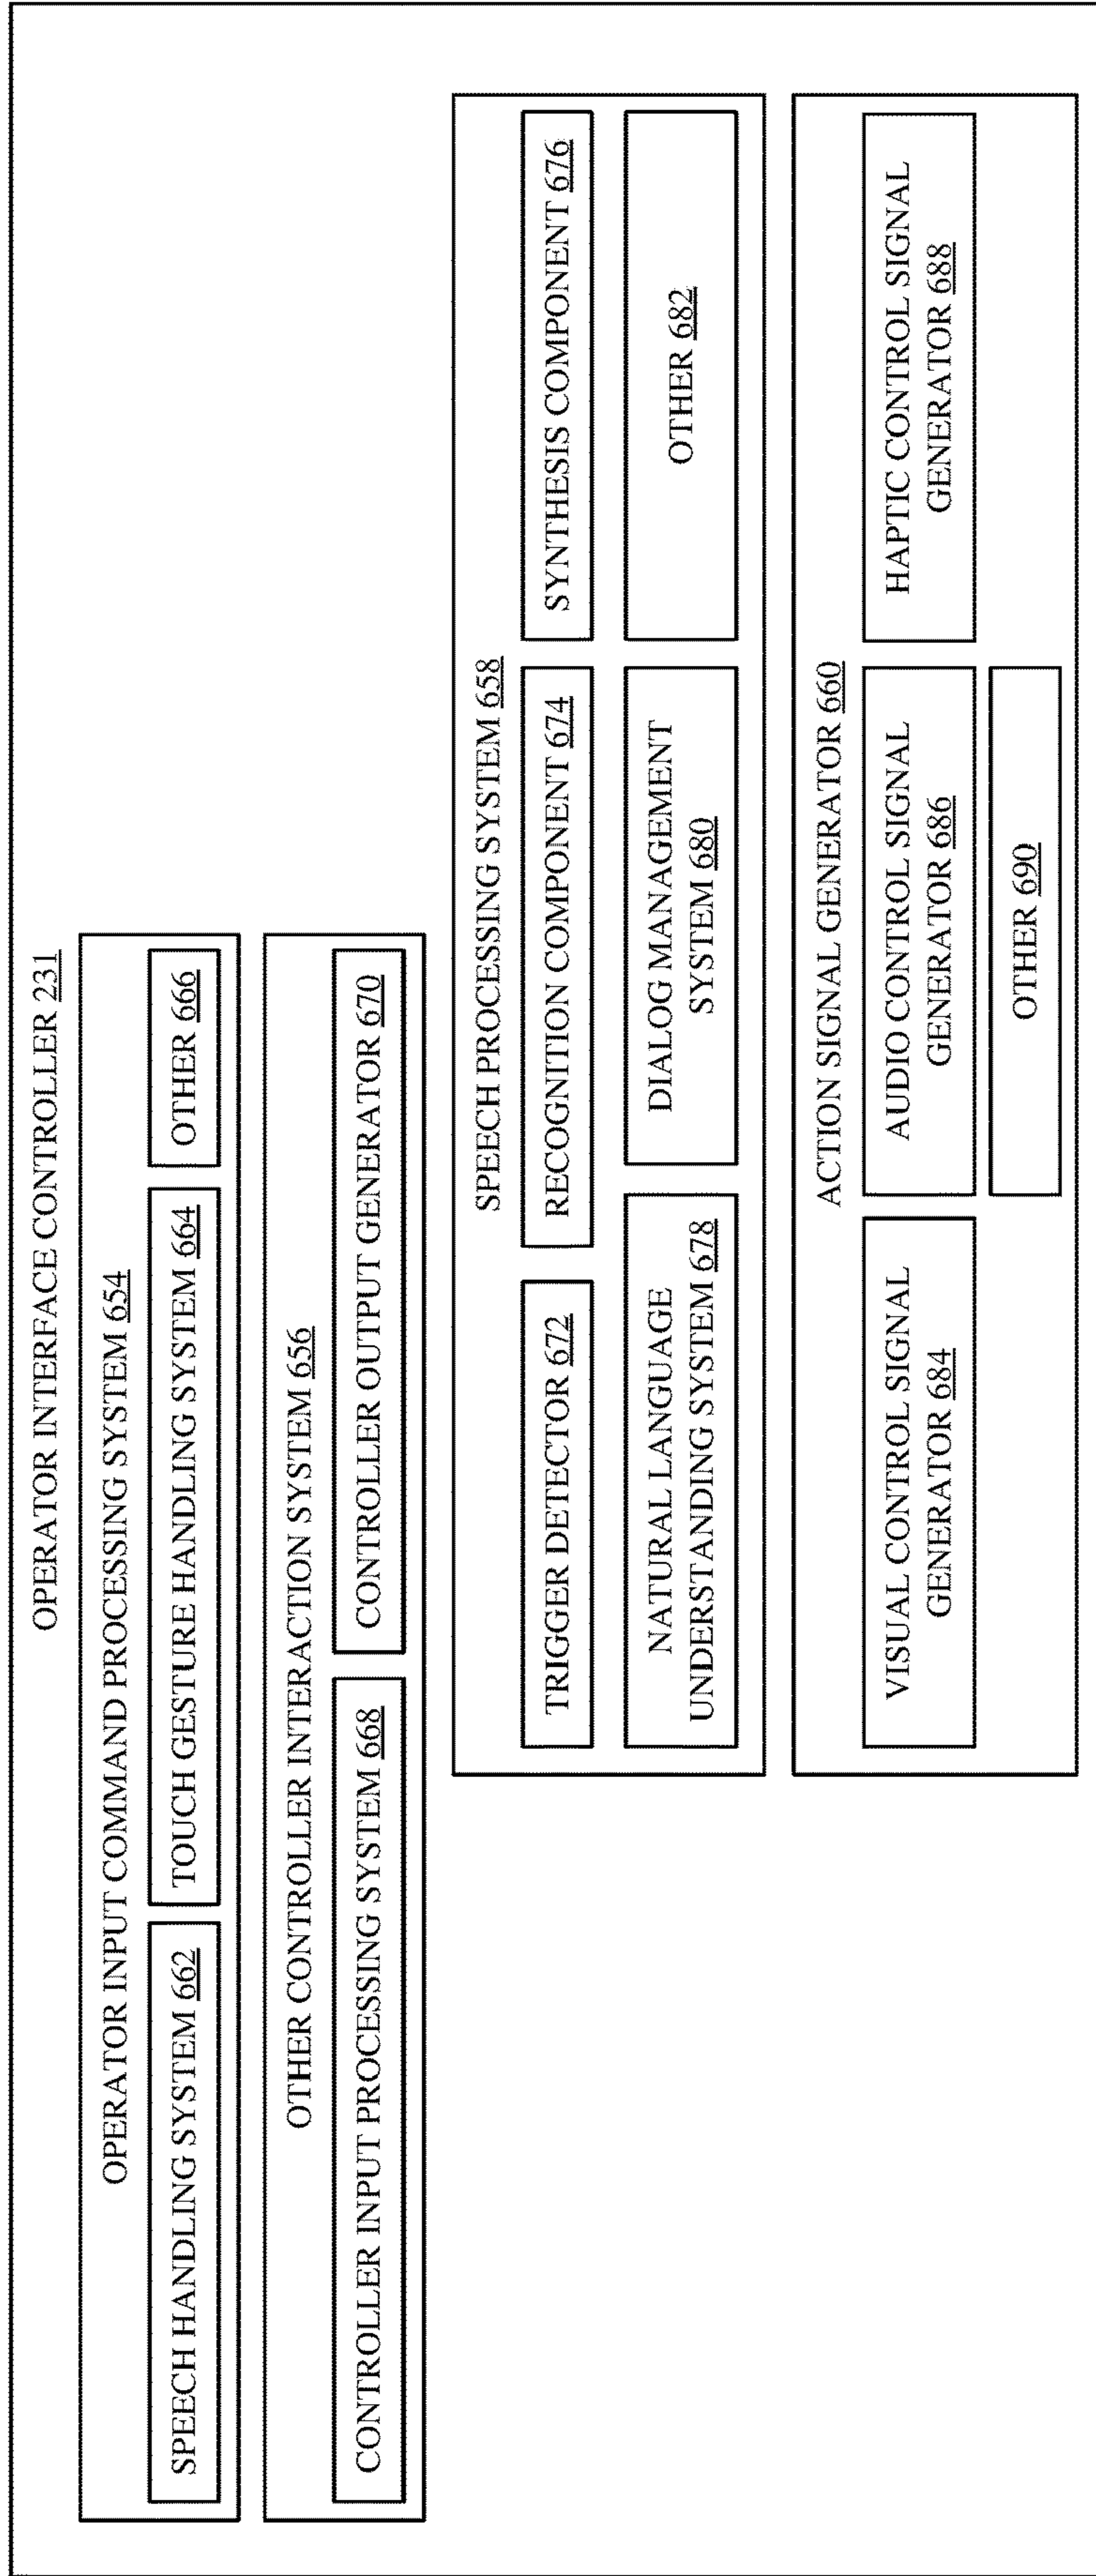 OPERATOR INTERFACE CONTROLLER 231
OPERATOR INPUT COMMAND PROCESSING SYSTEM 654
SPEECH HANDLING SYSTEM 662
TOUCH GESTURE HANDLING SYSTEM 664
OTHER 666
OTHER CONTROLLER INTERACTION SYSTEM 656
CONTROLLER INPUT PROCESSING SYSTEM 668
CONTROLLER OUTPUT GENERATOR 670
SPEECH PROCESSING SYSTEM 658
TRIGGER DETECTOR 672
RECOGNITION COMPONENT 674
SYNTHESIS COMPONENT 676
NATURAL LANGUAGE
UNDERSTANDING SYSTEM 678
DIALOG MANAGEMENT
SYSTEM 680
OTHER 682
ACTION SIGNAL GENERATOR 660
VISUAL CONTROL SIGNAL
GENERATOR 684
AUDIO CONTROL SIGNAL
GENERATOR 686
HAPTIC CONTROL SIGNAL
GENERATOR 688
OTHER 690